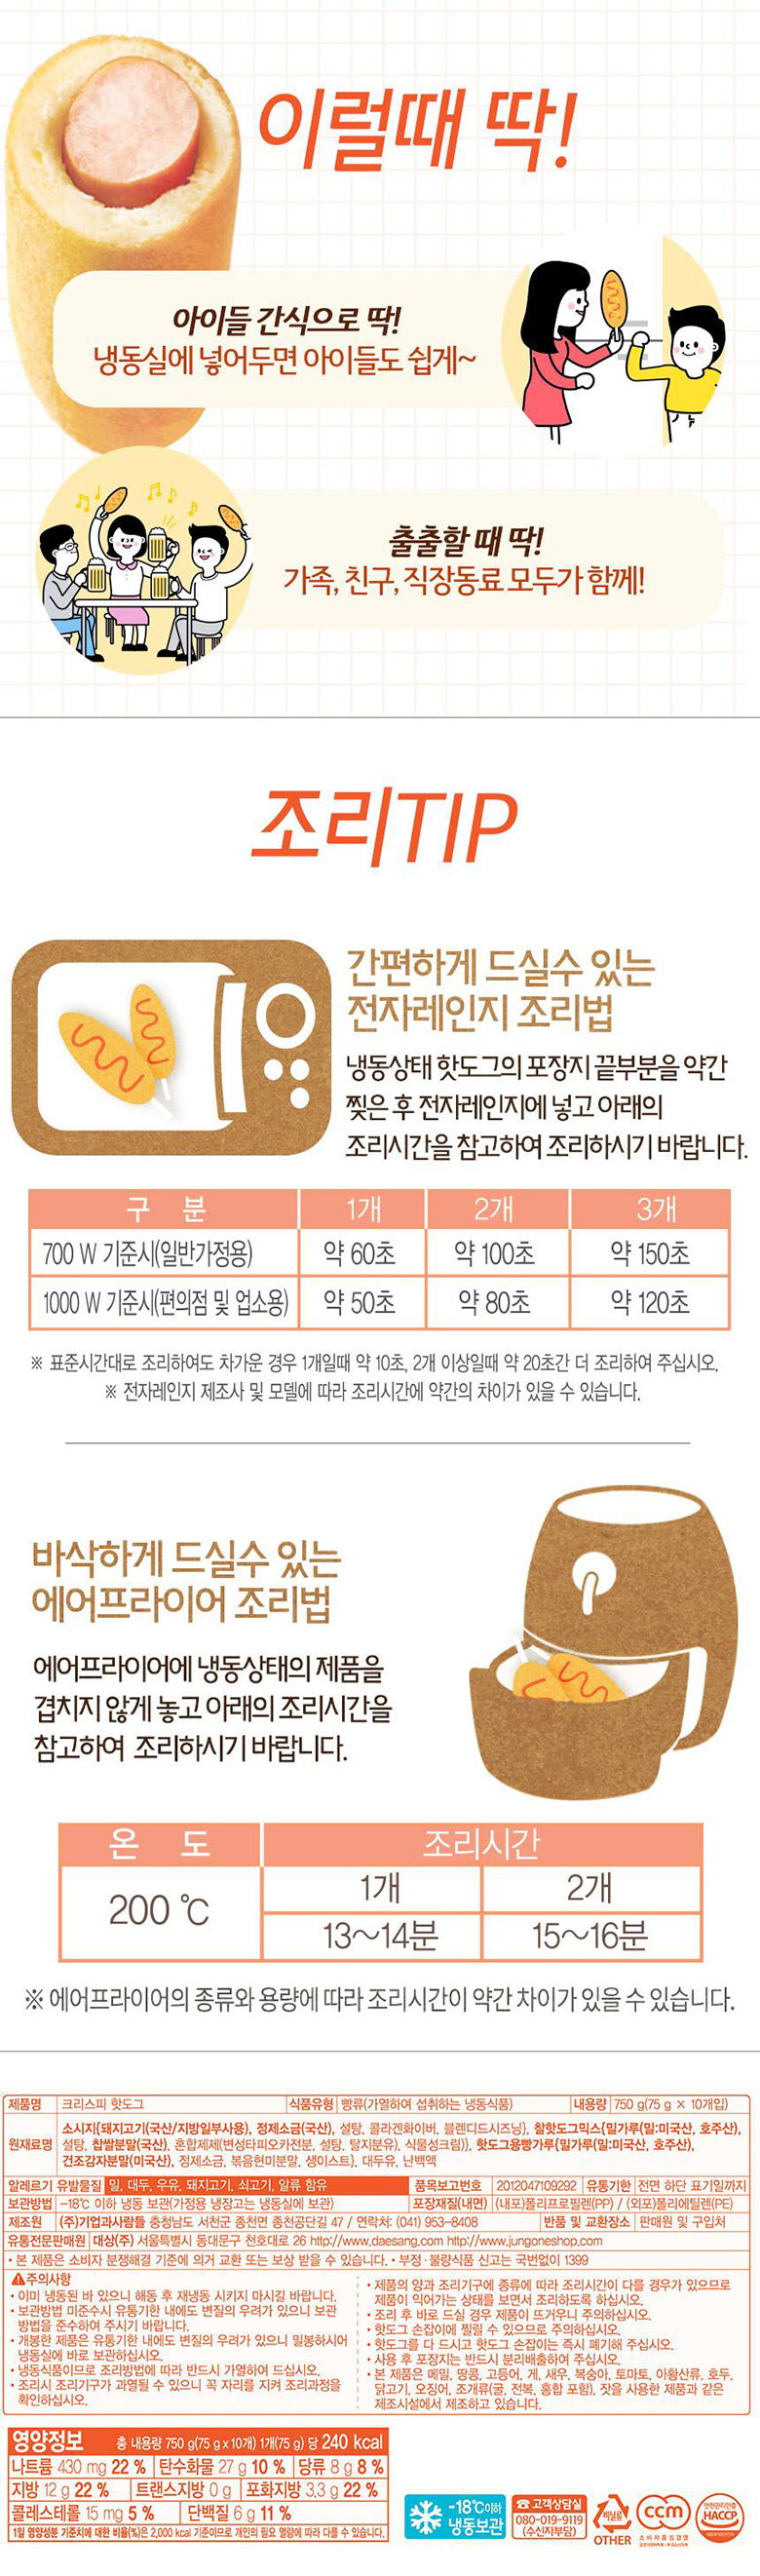 이럴때 딱!
아이들 간식으로 딱!
냉동실에 넣어두면 아이들도 쉽게~
출출할 때 딱!
가족, 친구, 직장동료 모두가 함께!
조리TIP
간편하게 드실수 있는
전자레인지 조리법
냉동상태 핫도그의 포장지 끝부분을 약간
찢은 후 전자레인지에 넣고 아래의
조리시간을 참고하여 조리하시기 바랍니다.
구 분 1개 2개 3개
700 W 기준시(일반가정용) 약 60초 약 100초 약 150초
1000 W 기준시(편의점 및 업소용) 약 50초 약 80초 약 120초
※ 표준시간대로 조리하여도 차가운 경우 1개일때 약 10초, 2개 이상일때 약 20초간 더 조리하여 주십시오.
※ 전자레인지 제조사 및 모델에 따라 조리시간에 약간의 차이가 있을 수 있습니다.
바삭하게 드실수 있는
에어프라이어 조리법
에어프라이어에 냉동상태의 제품을
겹치지 않게 놓고 아래의 조리시간을
참고하여 조리하시기 바랍니다.
온 도 조리시간
200 ℃ 1개 2개
13~14분 15~16분
※ 에어프라이어의 종류와 용량에 따라 조리시간이 약간 차이가 있을 수 있습니다.
제품명 크리스피 핫도그 식품유형 빵류(가열하여 섭취하는 냉동식품) 내용량 750 g(75 g × 10개입)
원재료명 소시지{돼지고기(국산/지방일부사용), 정제소금(국산), 설탕, 콜라겐화이버, 블렌디드시즈닝}, 찰핫도그믹스{밀가루(밀:미국산, 호주산),
설탕, 찹쌀분말(국산), 혼합제제(변성타피오카전분, 설탕, 탈지분유), 식물성크림)}, 핫도그용빵가루{밀가루(밀:미국산, 호주산),
건조감자분말(미국산), 정제소금, 볶음현미분말, 생이스트}, 대두유, 난백액
알레르기 유발물질 밀, 대두, 우유, 돼지고기, 쇠고기, 알류 함유 품목보고번호 2012047109292 유통기한 전면 하단 표기일까지
보관방법 -18℃ 이하 냉동 보관(가정용 냉장고는 냉동실에 보관) 포장재질(내면) (내포)폴리프로필렌(PP) / (외포)폴리에틸렌(PE)
제조원 (주)기업과사람들 충청남도 서천군 종천면 종천공단길 47 / 연락처: (041) 953-8408 반품 및 교환장소 판매원 및 구입처
유통전문판매원 대상(주) 서울특별시 동대문구 천호대로 26 http://www.daesang.com http://www.jungoneshop.com
• 본 제품은 소비자 분쟁해결 기준에 의거 교환 또는 보상 받을 수 있습니다. • 부정·불량식품 신고는 국번없이 1399
주의사항
• 이미 냉동된 바 있으니 해동 후 재냉동 시키지 마시길 바랍니다.
• 보관방법 미준수시 유통기한 내에도 변질의 우려가 있으니 보관
방법을 준수하여 주시기 바랍니다.
• 개봉한 제품은 유통기한 내에도 변질의 우려가 있으니 밀봉하시어
냉동실에 바로 보관하십시오.
• 냉동식품이므로 조리방법에 따라 반드시 가열하여 드십시오.
• 조리시 조리기구가 과열될 수 있으니 꼭 자리를 지켜 조리과정을
확인하십시오.
• 제품의 양과 조리기구에 종류에 따라 조리시간이 다를 경우가 있으므로
제품이 익어가는 상태를 보면서 조리하도록 하십시오.
• 조리 후 바로 드실 경우 제품이 뜨거우니 주의하십시오.
• 핫도그 손잡이에 찔릴 수 있으므로 주의하십시오.
• 핫도그를 다 드시고 핫도그 손잡이는 즉시 폐기해 주십시오.
• 사용 후 포장지는 반드시 분리배출하여 주십시오.
• 본 제품은 메밀, 땅콩, 고등어, 게, 새우, 복숭아, 토마토, 아황산류, 호두,
닭고기, 오징어, 조개류(굴, 전복, 홍합 포함), 잣을 사용한 제품과 같은
제조시설에서 제조하고 있습니다.
영양정보 총 내용량 750 g(75 g x 10개) 1개(75 g) 당 240 kcal
나트륨 430 mg 22 % 탄수화물 27 g 10 % 당류 8 g 8 %
지방 12 g 22 % 트랜스지방 0 g 포화지방 3.3 g 22 %
콜레스테롤 15 mg 5 % 단백질 6 g 11 %
1일 영양성분 기준치에 대한 비율(%)은 2,000 kcal 기준이므로 개인의 필요 열량에 따라 다를 수 있습니다.
-18℃이하
냉동보관
고객상담실
080-019-9119
(수신자부담)
비닐류
OTHER
ccm
소비자중심경영
안전관리인증
HACCP